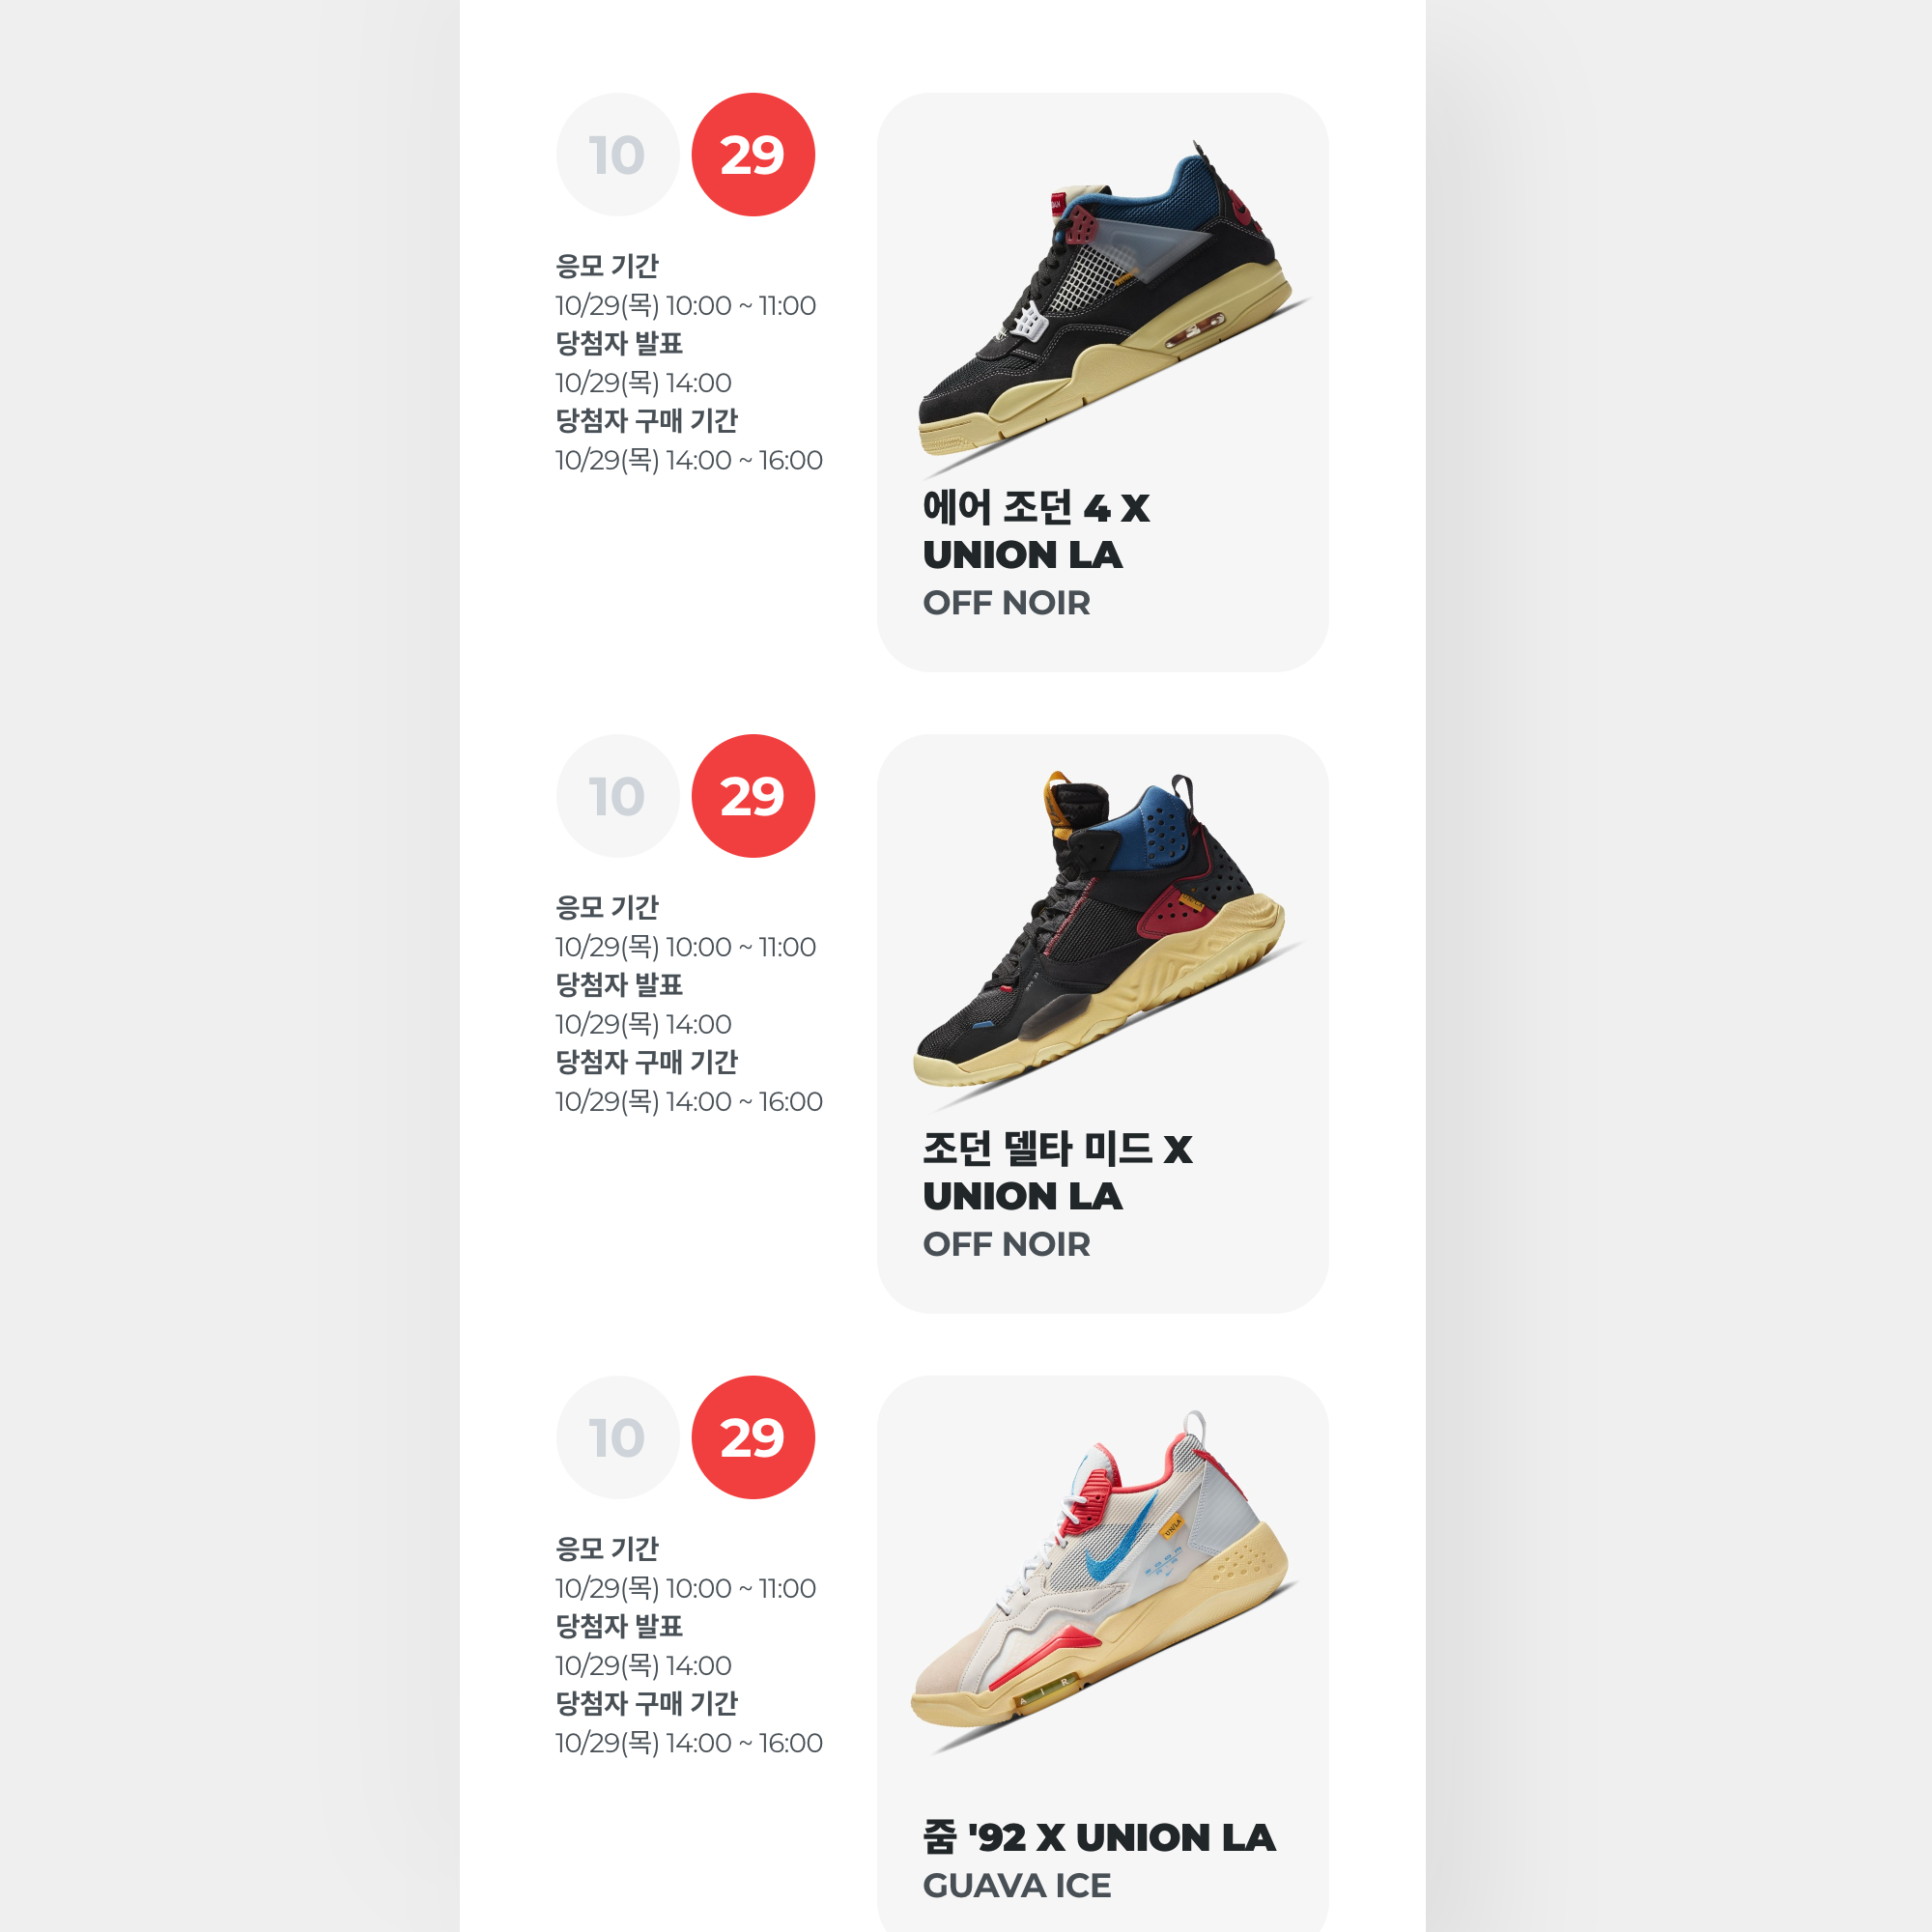 10 29
응모 기간
10/29(목) 10:00 ~ 11:00
당첨자 발표
10/29(목) 14:00
당첨자 구매 기간
10/29(목) 14:00 ~ 16:00
에어 조던 4 X
UNION LA
OFF NOIR
10 29
응모 기간
10/29(목) 10:00 ~ 11:00
당첨자 발표
10/29(목) 14:00
당첨자 구매 기간
10/29(목) 14:00 ~ 16:00
조던 델타 미드 X
UNION LA
OFF NOIR
10 29
응모 기간
10/29(목) 10:00 ~ 11:00
당첨자 발표
10/29(목) 14:00
당첨자 구매 기간
10/29(목) 14:00 ~ 16:00
UN/LA
AIR
줌 '92 X UNION LA
GUAVA ICE